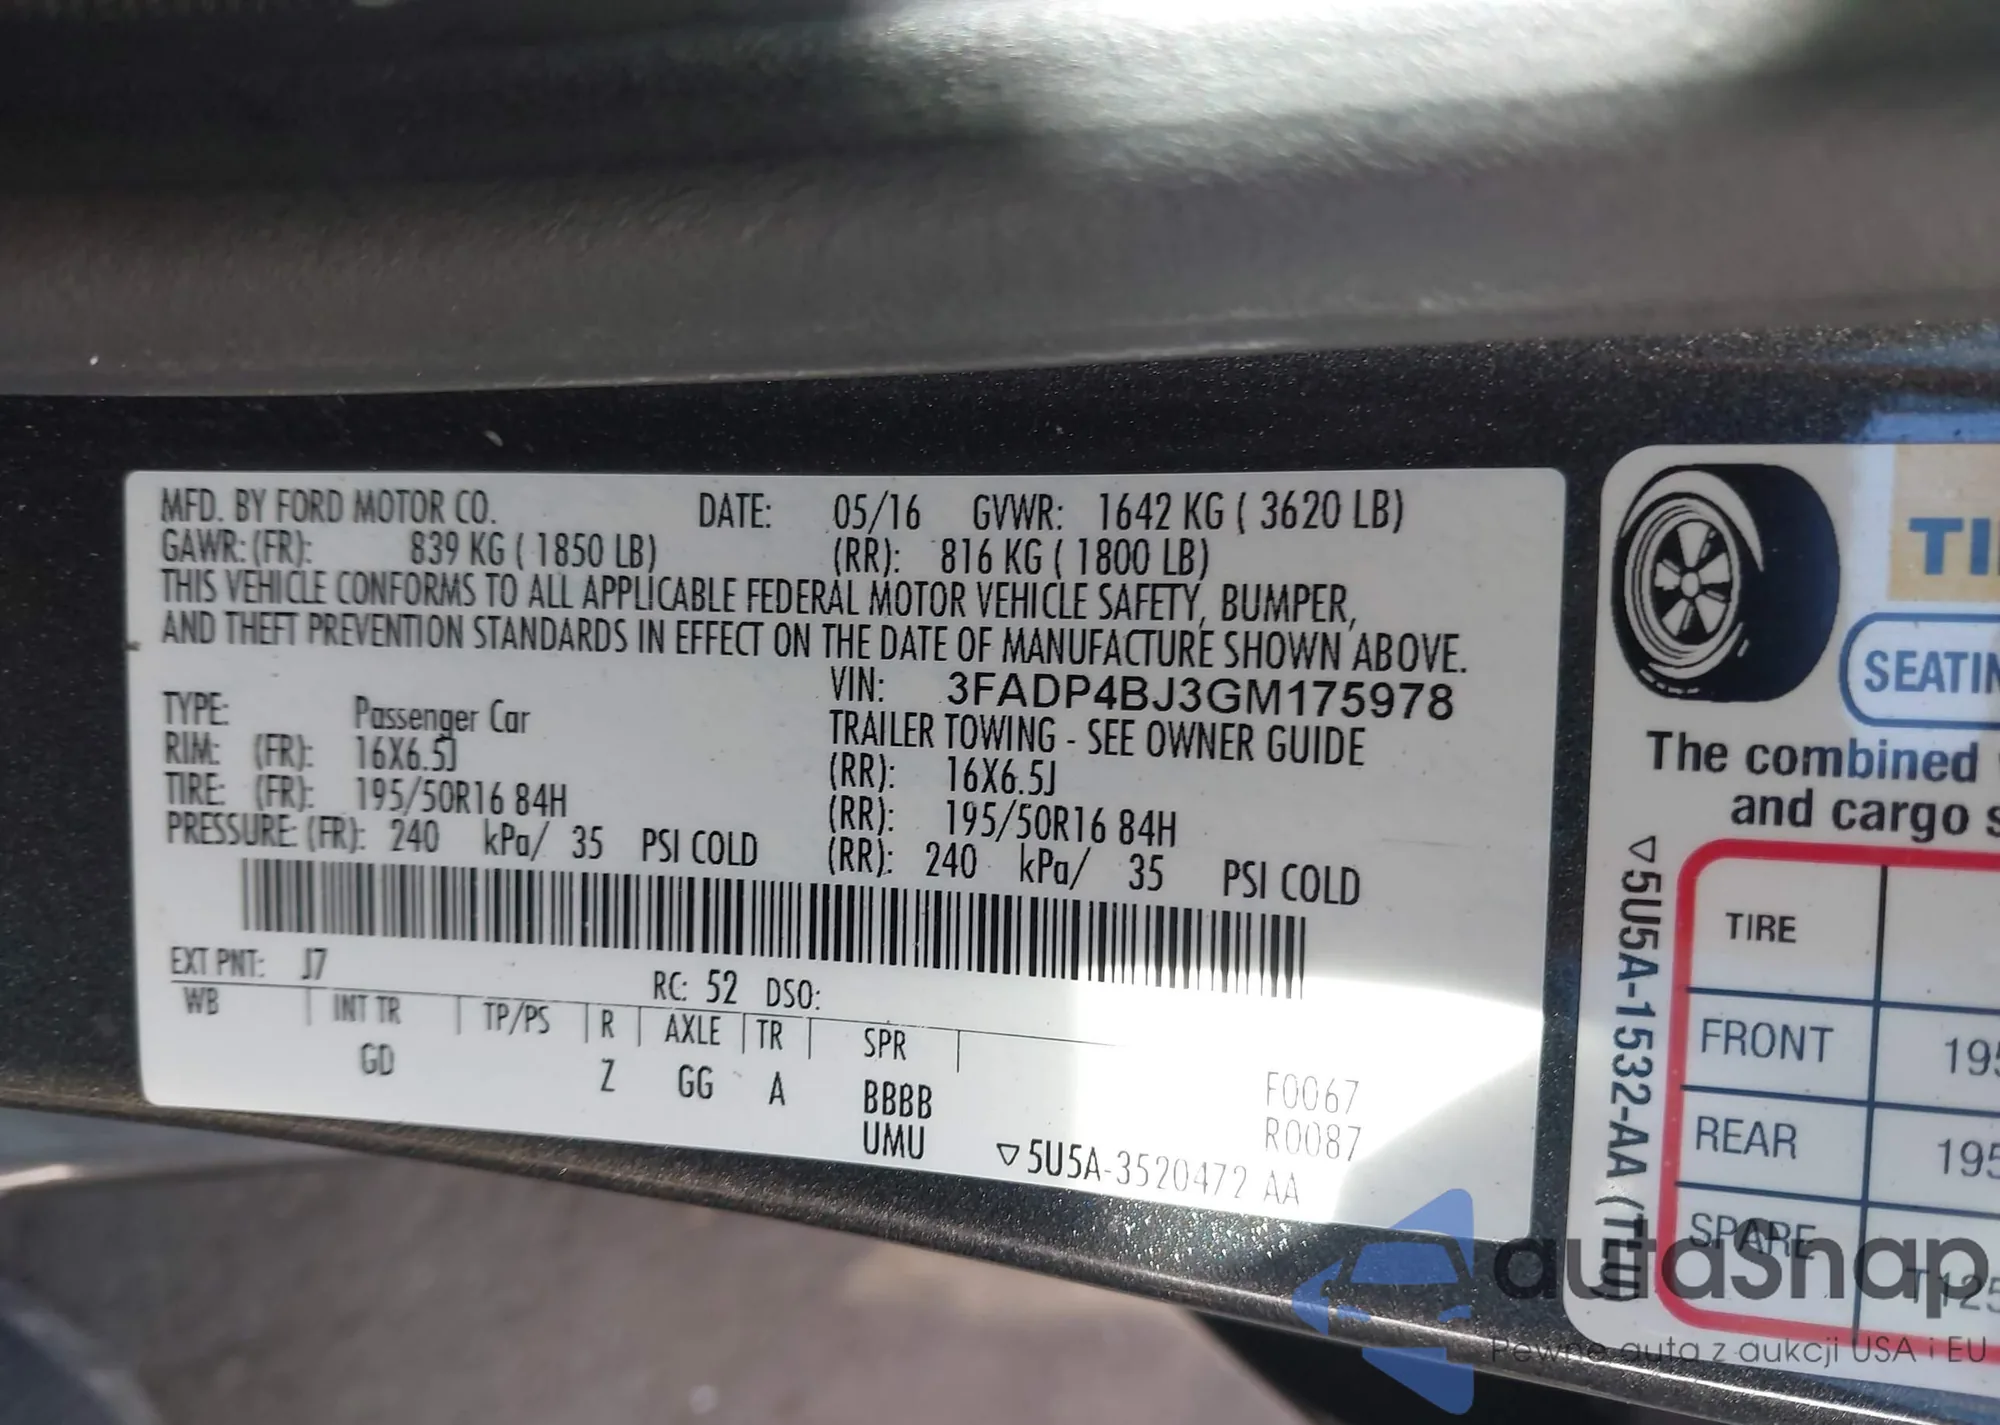 MFD. BY FORD MOTOR CO. DATE: 05/16 GVWR: 1642 KG ( 3620 LB)
GAWR: (FR): 839 KG ( 1850 LB) (RR): 816 KG ( 1800 LB)
THIS VEHICLE CONFORMS TO ALL APPLICABLE FEDERAL MOTOR VEHICLE SAFETY, BUMPER,
AND THEFT PREVENTION STANDARDS IN EFFECT ON THE DATE OF MANUFACTURE SHOWN ABOVE.
VIN: 3FADP4BJ3GM175978
TYPE: Passenger Car TRAILER TOWING - SEE OWNER GUIDE
RIM: (FR): 16X6.5J (RR): 16X6.5J
TIRE: (FR): 195/50R16 84H (RR): 195/50R16 84H
PRESSURE: (FR): 240 kPa/ 35 PSI COLD (RR): 240 kPa/ 35 PSI COLD
EXT PNT: J7 RC: 52 DSO:
WB INT TR TP/PS R AXLE TR SPR
GD Z GG A BBBB F0067
UMU R0087
▽5U5A-3520472 AA
TI
SEATIN
The combined
and cargo s
▽5U5A-1532-AA (T
TIRE
FRONT 195
REAR 195
SPARE T125
autaSnap
Pewne auta z aukcji USA i EU